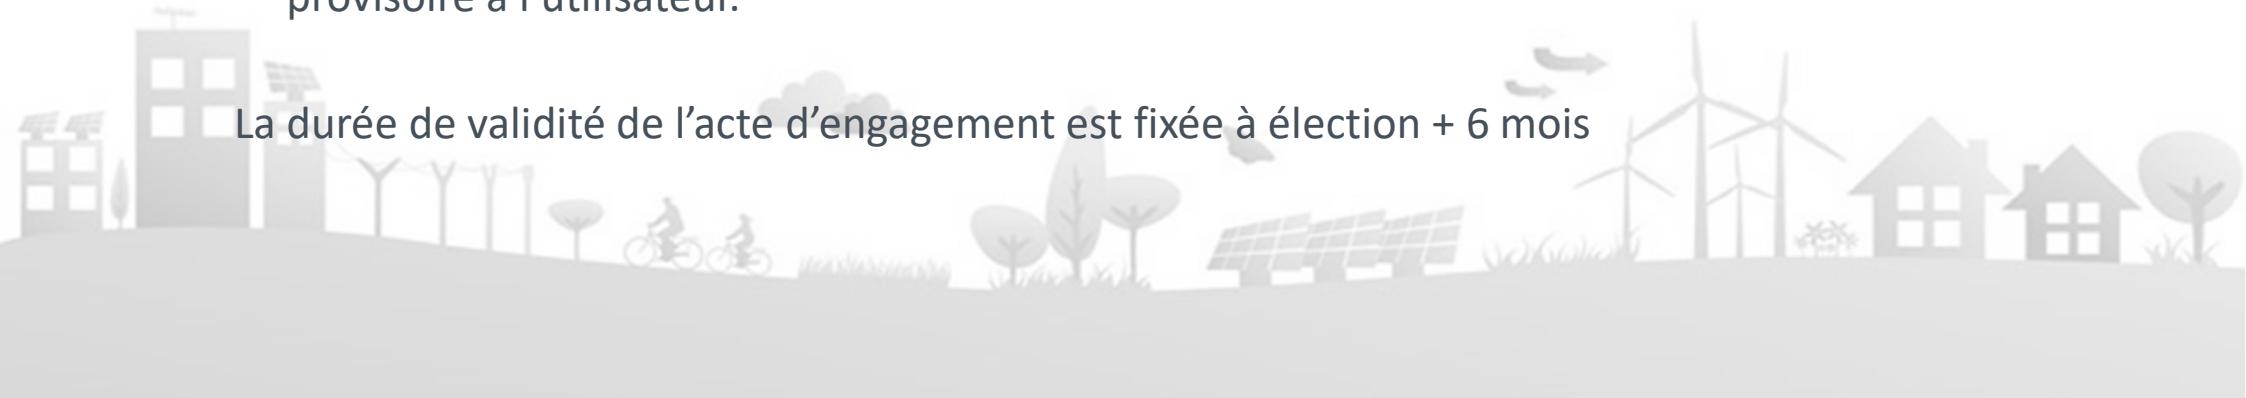 provisoire à l'utilisateur.
La durée de validité de l’acte d’engagement est fixée à élection + 6 mois